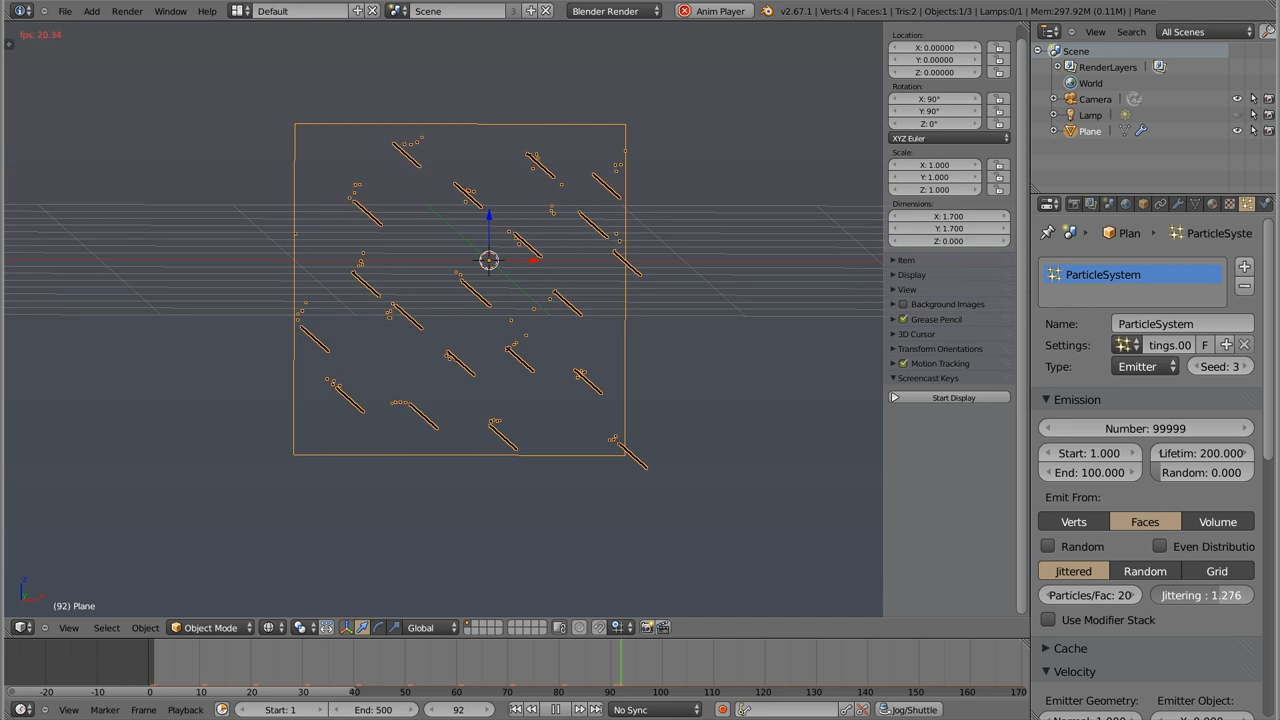 File Add Render Window Help Default Scene 3 Blender Render Anim Player v2.67.1 | Verts:4 | Faces:1 | Tris:2 | Objects:1/3 | Lamps:0/1 | Mem:297.92M (0.11M) | Plane
fps: 20.34
(92) Plane
View Select Object Object Mode Global
Location:
X: 0.00000
Y: 0.00000
Z: 0.00000
Rotation:
X: 90°
Y: 90°
Z: 0°
XYZ Euler
Scale:
X: 1.000
Y: 1.000
Z: 1.000
Dimensions:
X: 1.700
Y: 1.700
Z: 0.000
Item
Display
View
Background Images
Grease Pencil
3D Cursor
Transform Orientations
Motion Tracking
Screencast Keys
Start Display
View Search All Scenes
Scene
RenderLayers
World
Camera
Lamp
Plane
Plan ParticleSyste
ParticleSystem
Name: ParticleSystem
Settings: tings.00 F
Type: Emitter Seed: 3
Emission
Number: 99999
Start: 1.000 Lifetim: 200.000
End: 100.000 Random: 0.000
Emit From:
Verts Faces Volume
Random Even Distributio
Jittered Random Grid
Particles/Fac: 20 Jittering : 1.276
Use Modifier Stack
Cache
Velocity
Emitter Geometry: Emitter Object:
-20 -10 0 10 20 30 40 50 60 70 80 90 100 110 120 130 140 150 160 170
View Marker Frame Playback Start: 1 End: 500 92 No Sync Jog/Shuttle